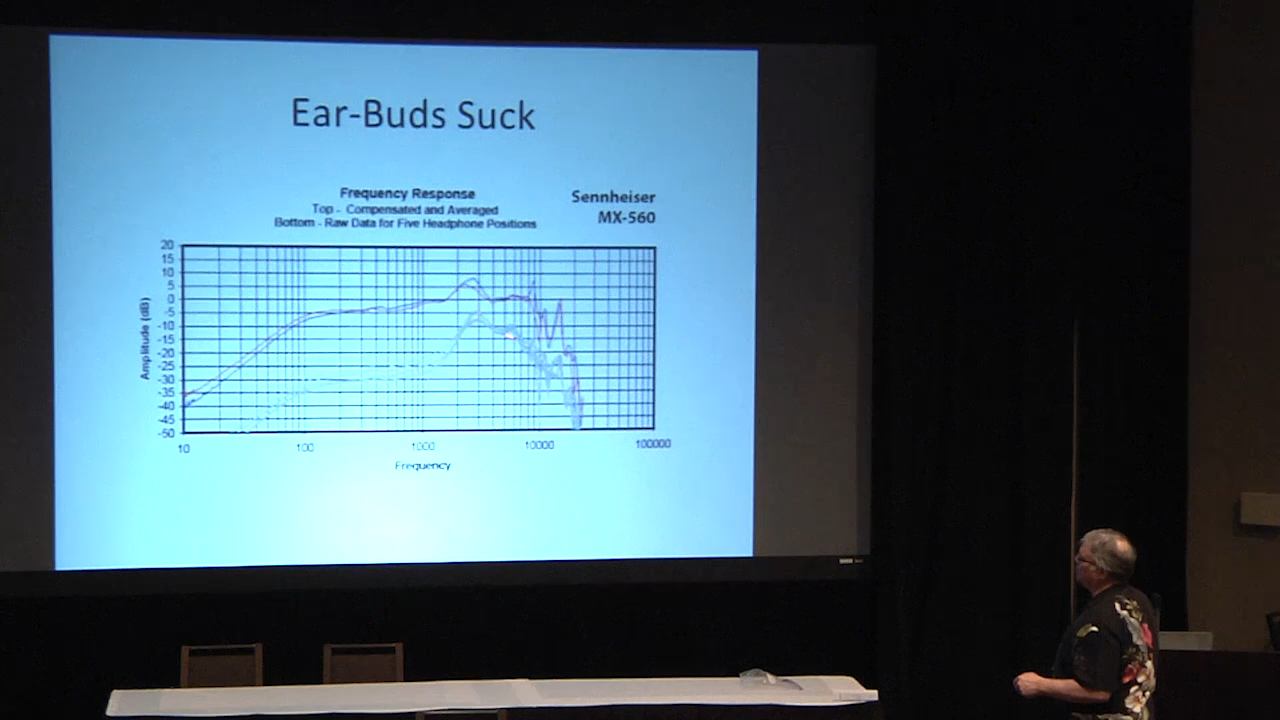 Ear-Buds Suck
Frequency Response
Top - Compensated and Averaged
Bottom - Raw Data for Five Headphone Positions
Sennheiser
MX-560
20
15
10
5
0
-5
-10
-15
-20
-25
-30
-35
-40
-45
-50
Amplitude (dB)
10
100
1000
10000
100000
Frequency